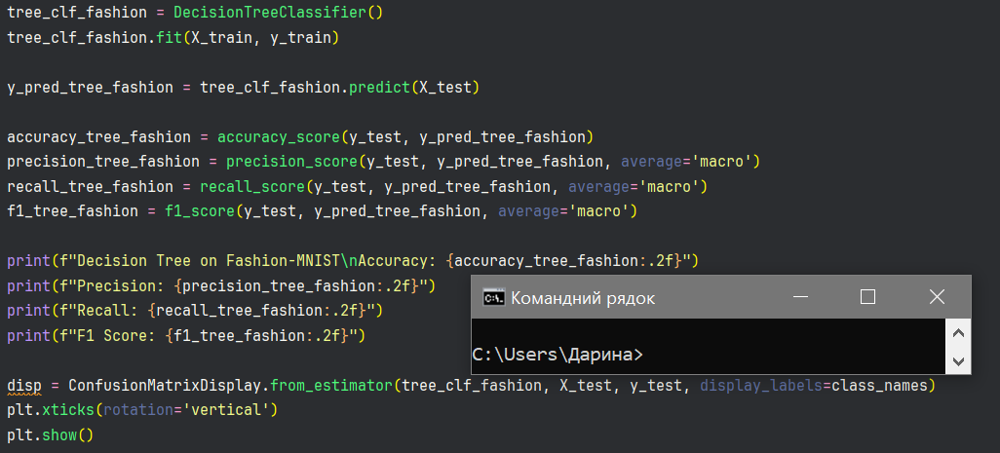 tree_clf_fashion = DecisionTreeClassifier()
tree_clf_fashion.fit(X_train, y_train)
y_pred_tree_fashion = tree_clf_fashion.predict(X_test)
accuracy_tree_fashion = accuracy_score(y_test, y_pred_tree_fashion)
precision_tree_fashion = precision_score(y_test, y_pred_tree_fashion, average='macro')
recall_tree_fashion = recall_score(y_test, y_pred_tree_fashion, average='macro')
f1_tree_fashion = f1_score(y_test, y_pred_tree_fashion, average='macro')
print(f"Decision Tree on Fashion-MNIST\nAccuracy: {accuracy_tree_fashion:.2f}")
print(f"Precision: {precision_tree_fashion:.2f}")
print(f"Recall: {recall_tree_fashion:.2f}")
print(f"F1 Score: {f1_tree_fashion:.2f}")
C:\.
Командний рядок
C:\Users\Дарина>
disp = ConfusionMatrixDisplay.from_estimator(tree_clf_fashion, X_test, y_test, display_labels=class_names)
plt.xticks(rotation='vertical')
plt.show()